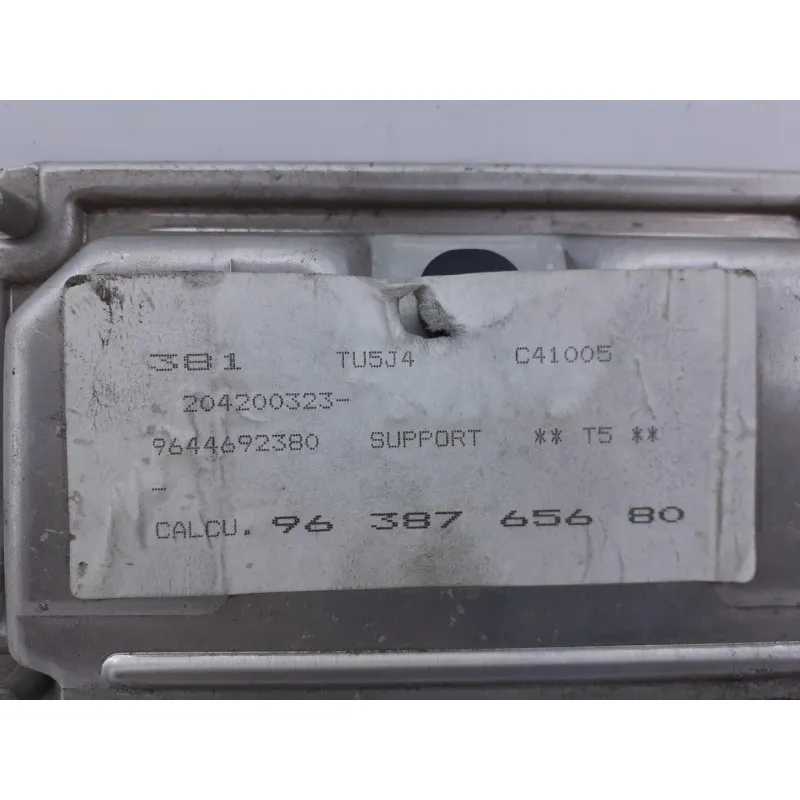 381 TU5J4 C41005
204200323-
9644692380 SUPPORT ** T5 **
-
CALCU. 96 387 656 80